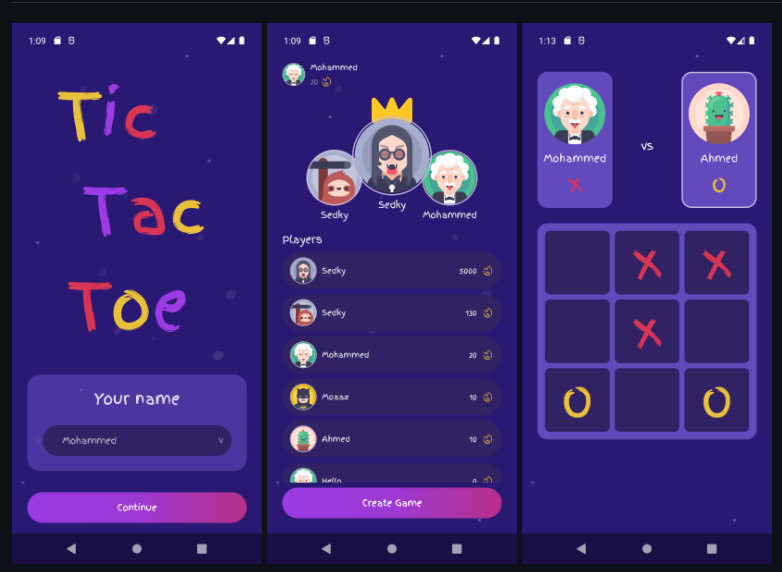 1:09
Tic
Tac
Toe
Your name
Mohammed
Continue
1:09
Mohammed
20
Sedky
Sedky
Mohammed
Players
Sedky 5000
Sedky 130
Mohammed 20
Moaaz 10
Ahmed 10
Hello 0
Create Game
1:13
Mohammed
X
vs
Ahmed
O
X X
X
O O